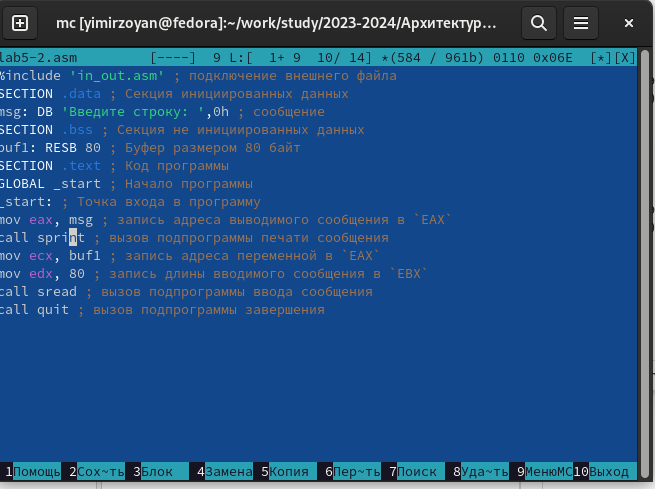 mc [yimirzoyan@fedora]:~/work/study/2023-2024/Архитектур…
lab5-2.asm [----] 9 L:[ 1+ 9 10/ 14] *(584 / 961b) 0110 0x06E [*][X]
%include 'in_out.asm' ; подключение внешнего файла
SECTION .data ; Секция инициированных данных
msg: DB 'Введите строку: ',0h ; сообщение
SECTION .bss ; Секция не инициированных данных
buf1: RESB 80 ; Буфер размером 80 байт
SECTION .text ; Код программы
GLOBAL _start ; Начало программы
_start: ; Точка входа в программу
mov eax, msg ; запись адреса выводимого сообщения в `EAX`
call sprint ; вызов подпрограммы печати сообщения
mov ecx, buf1 ; запись адреса переменной в `EAX`
mov edx, 80 ; запись длины вводимого сообщения в `EBX`
call sread ; вызов подпрограммы ввода сообщения
call quit ; вызов подпрограммы завершения
1Помощь 2Сох~ть 3Блок 4Замена 5Копия 6Пер~ть 7Поиск 8Уда~ть 9МенюMC 10Выход